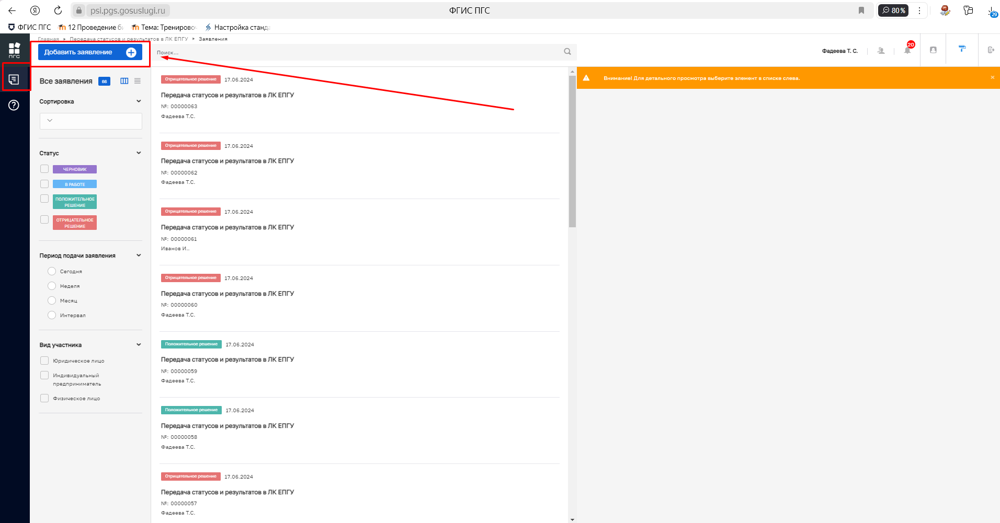 psi.pgs.gosuslugi.ru
ФГИС ПГС
80%
29
ФГИС ПГС
12 Проведение би
Тема: Тренирово
Настройка станда
ПГС
Главная ‣ Передача статусов и результатов в ЛК ЕПГУ ‣ Заявления
Добавить заявление
Поиск...
Фадеева Т. С.
20
Все заявления 66
Сортировка
Статус
ЧЕРНОВИК
В РАБОТЕ
ПОЛОЖИТЕЛЬНОЕ
РЕШЕНИЕ
ОТРИЦАТЕЛЬНОЕ
РЕШЕНИЕ
Период подачи заявления
Сегодня
Неделя
Месяц
Интервал
Вид участника
Юридическое лицо
Индивидуальный
предприниматель
Физическое лицо
Отрицательное решение 17.06.2024
Передача статусов и результатов в ЛК ЕПГУ
№: 00000063
Фадеева Т.С.
Отрицательное решение 17.06.2024
Передача статусов и результатов в ЛК ЕПГУ
№: 00000062
Фадеева Т.С.
Отрицательное решение 17.06.2024
Передача статусов и результатов в ЛК ЕПГУ
№: 00000061
Иванов И..
Отрицательное решение 17.06.2024
Передача статусов и результатов в ЛК ЕПГУ
№: 00000060
Фадеева Т.С.
Положительное решение 17.06.2024
Передача статусов и результатов в ЛК ЕПГУ
№: 00000059
Фадеева Т.С.
Положительное решение 17.06.2024
Передача статусов и результатов в ЛК ЕПГУ
№: 00000058
Фадеева Т.С.
Отрицательное решение 17.06.2024
Передача статусов и результатов в ЛК ЕПГУ
№: 00000057
Фадеева Т.С.
Внимание! Для детального просмотра выберите элемент в списке слева.